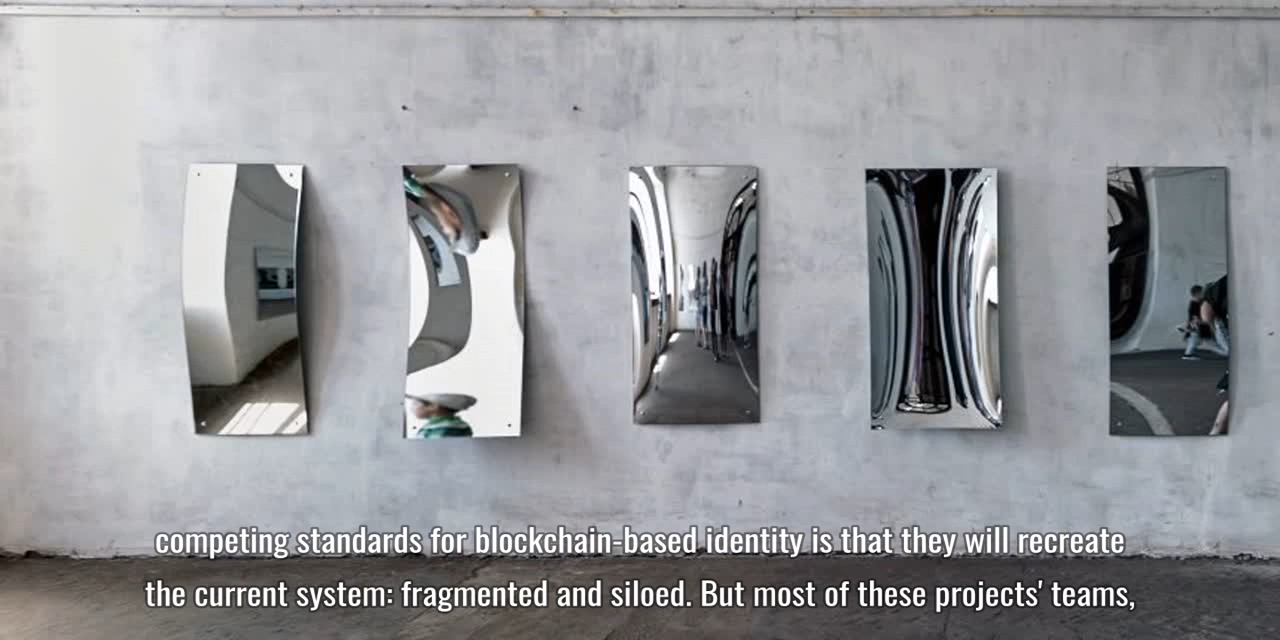 competing standards for blockchain-based identity is that they will recreate
the current system: fragmented and siloed. But most of these projects' teams,